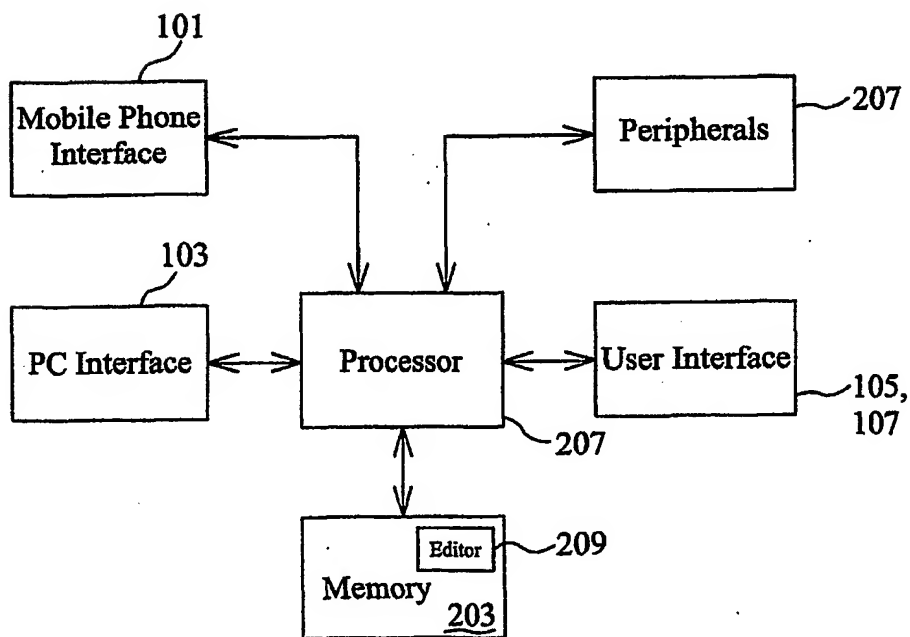 101
Mobile Phone
Interface
Peripherals
207
103
PC Interface
Processor
User Interface
105,
107
207
Editor
209
Memory
203